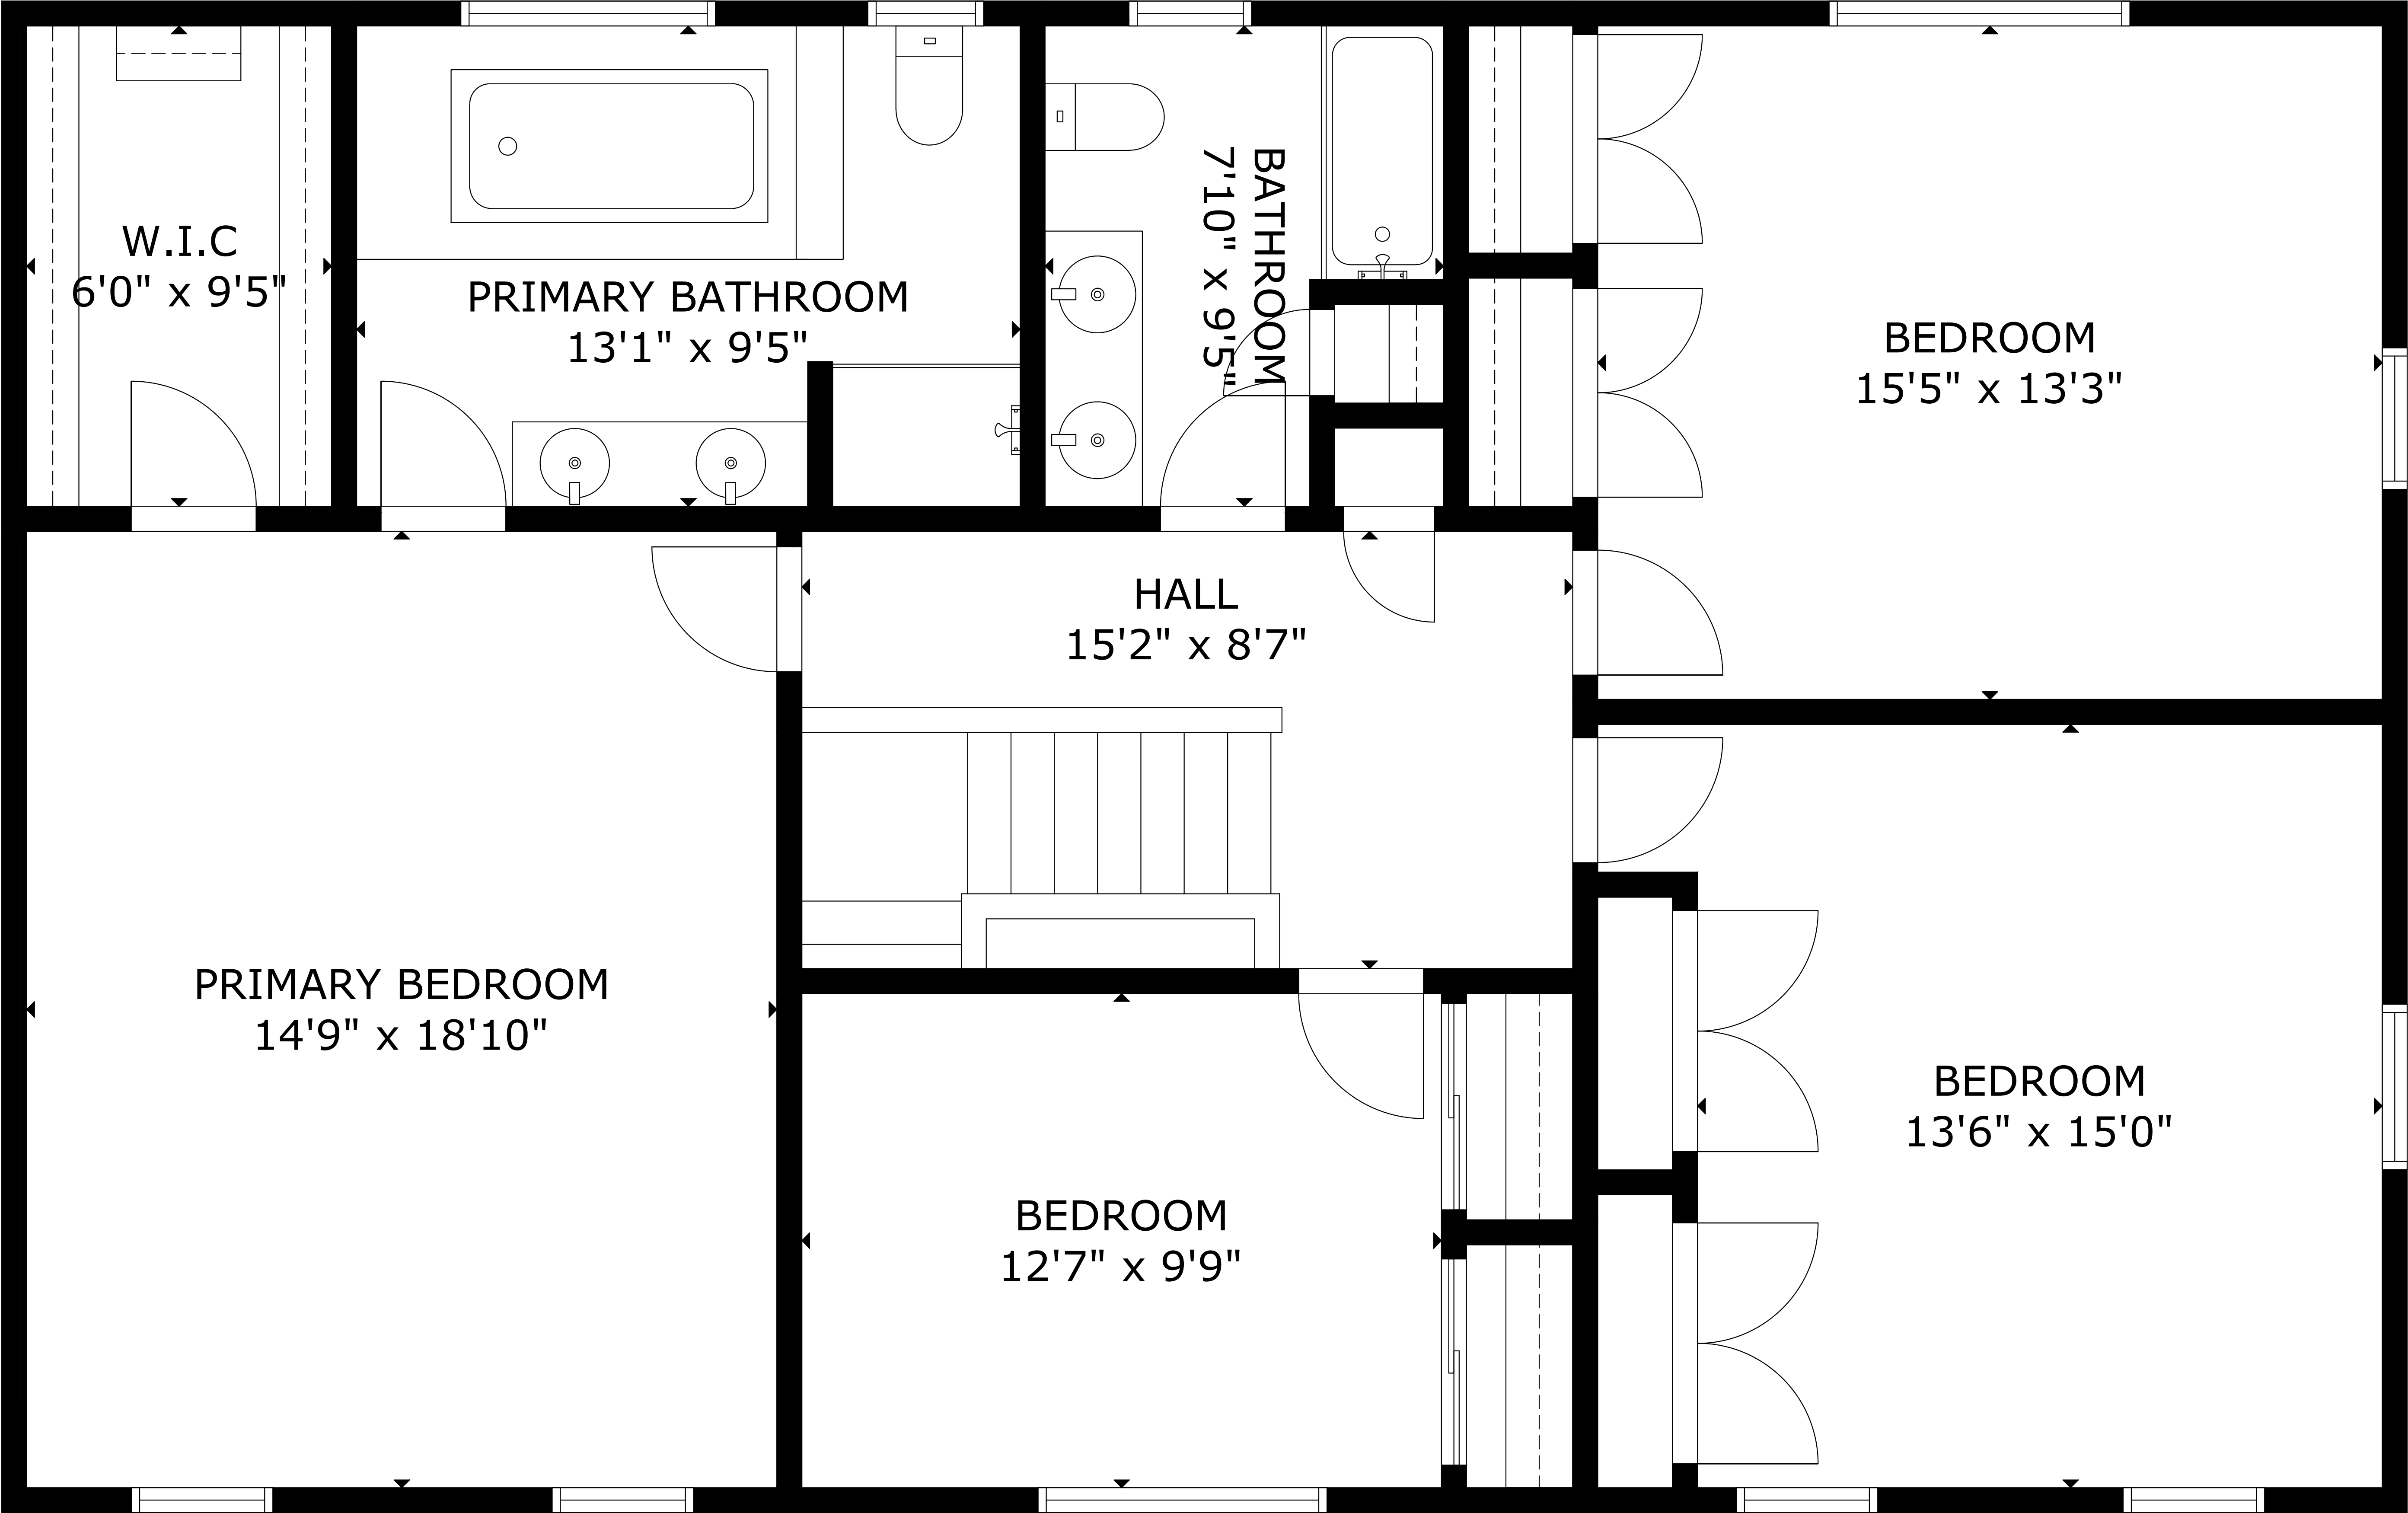 W.I.C
6'0" x 9'5"
PRIMARY BATHROOM
13'1" x 9'5"
BATHROOM
7'10" x 9'5"
BEDROOM
15'5" x 13'3"
HALL
15'2" x 8'7"
PRIMARY BEDROOM
14'9" x 18'10"
BEDROOM
12'7" x 9'9"
BEDROOM
13'6" x 15'0"